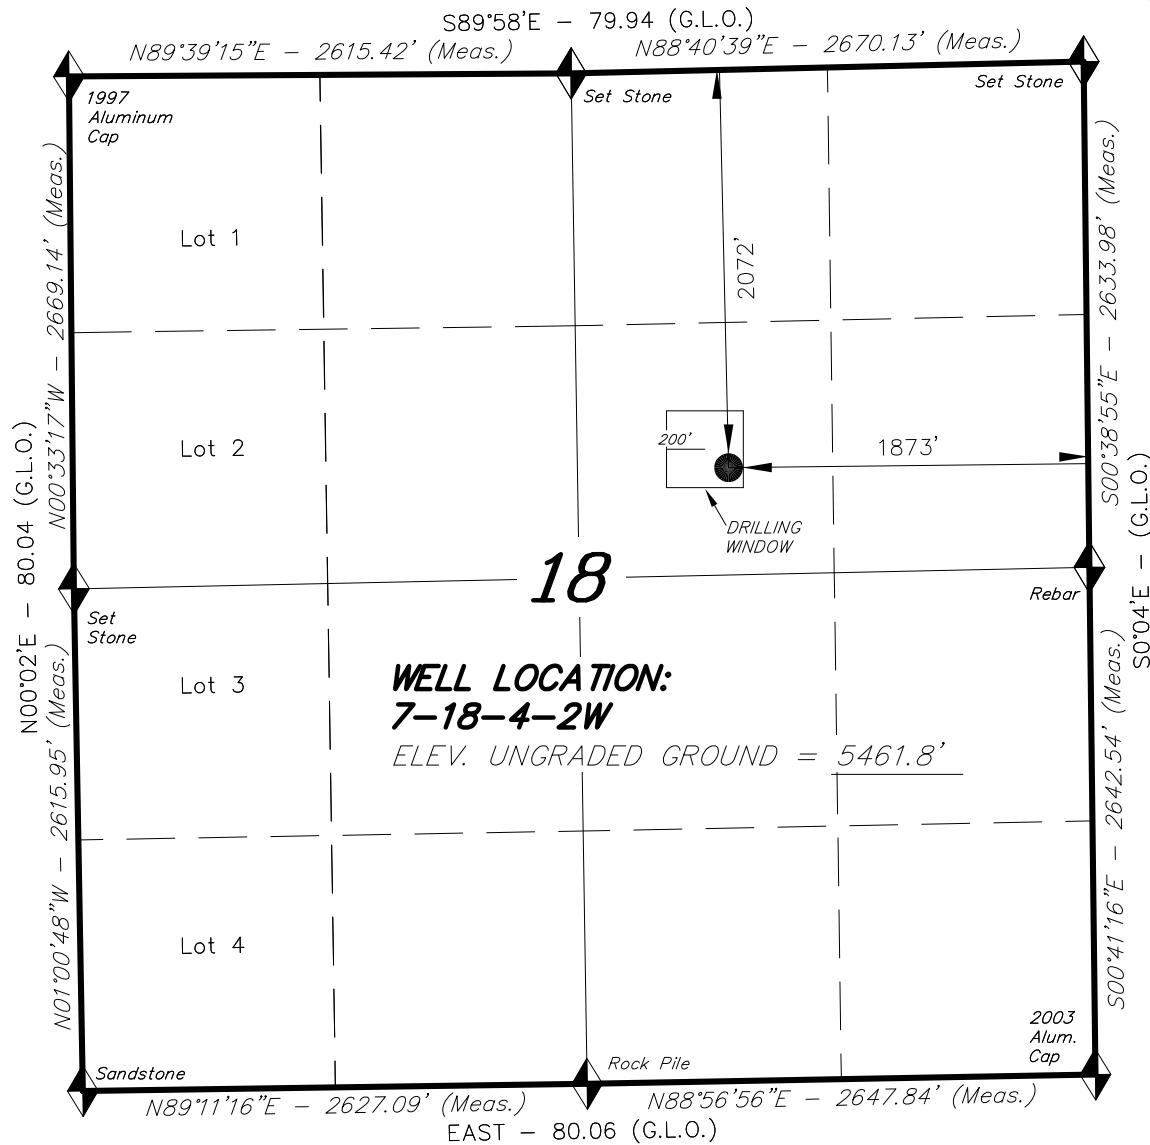 S89°58'E – 79.94 (G.L.O.)
N89°39'15"E – 2615.42' (Meas.)
N88°40'39"E – 2670.13' (Meas.)
1997
Aluminum
Cap
Set Stone
Set Stone
N00°33'17"W – 2669.14' (Meas.)
S00°38'55"E – 2633.98' (Meas.)
Lot 1
2072'
Lot 2
200'
1873'
DRILLING
WINDOW
N00°02'E – 80.04 (G.L.O.)
S0°04'E – (G.L.O.)
18
Set
Stone
Rebar
Lot 3
WELL LOCATION:
7–18–4–2W
ELEV. UNGRADED GROUND = 5461.8'
N01°00'48"W – 2615.95' (Meas.)
S00°41'16"E – 2642.54' (Meas.)
Lot 4
2003
Alum.
Cap
Sandstone
Rock Pile
N89°11'16"E – 2627.09' (Meas.)
N88°56'56"E – 2647.84' (Meas.)
EAST – 80.06 (G.L.O.)